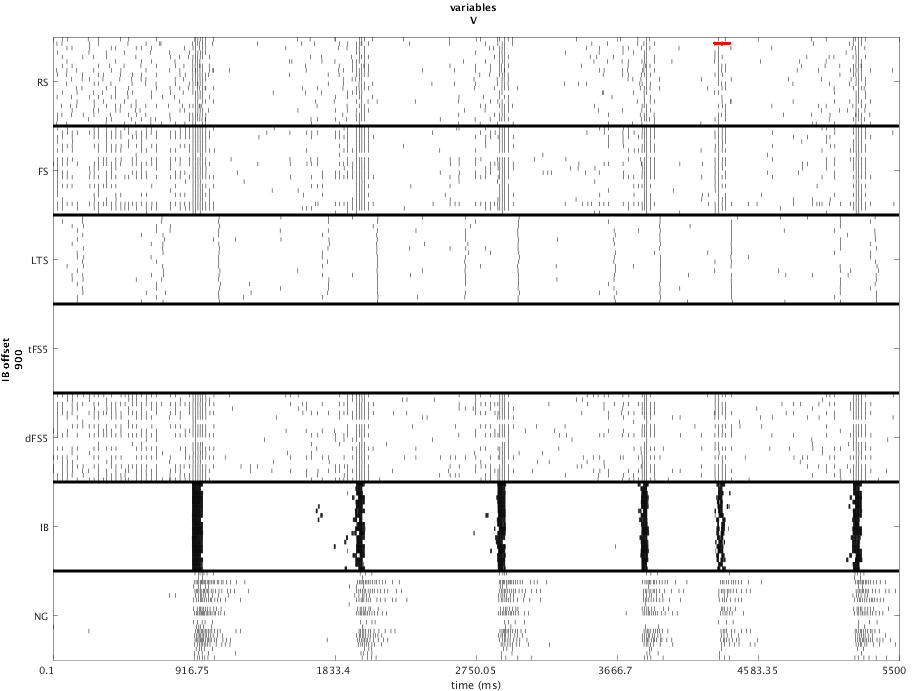 variables
V
RS
FS
LTS
tFS5
dFS5
IB
NG
IB offset
900
0.1 916.75 1833.4 2750.05 3666.7 4583.35 5500
time (ms)